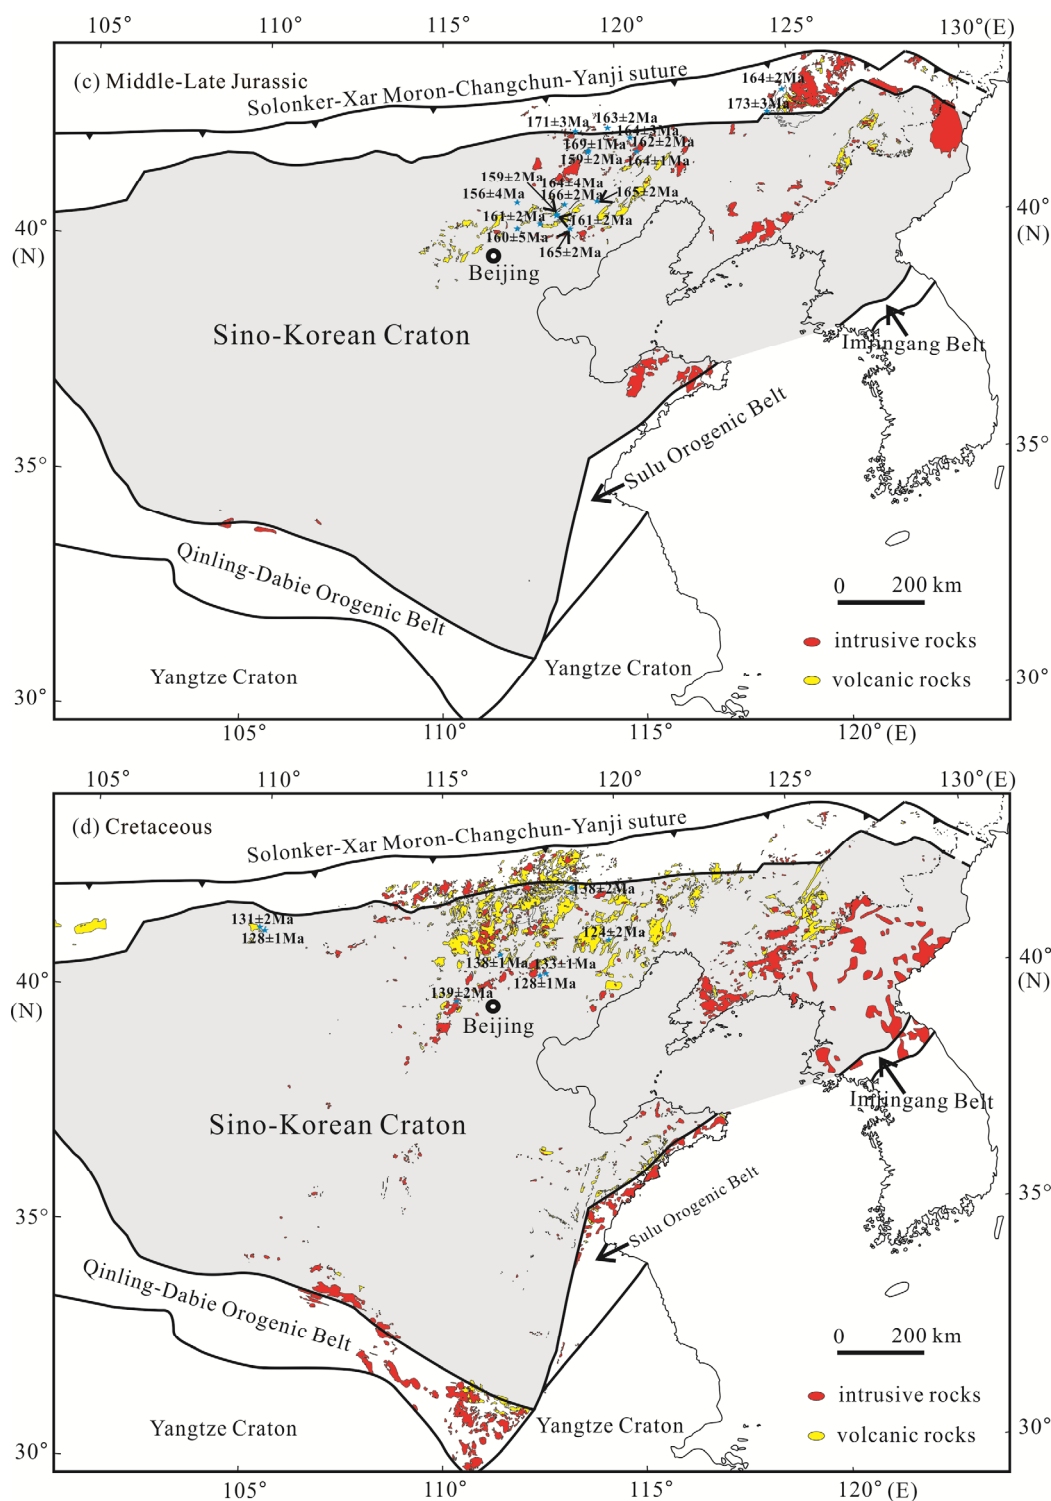 105° 110° 115° 120° 125° 130°(E)
(c) Middle-Late Jurassic
Solonker-Xar Moron-Changchun-Yanji suture
164±2Ma
173±3Ma
171±3Ma
163±2Ma
164±3Ma
169±1Ma
162±2Ma
159±2Ma
164±1Ma
159±2Ma
164±4Ma
156±4Ma
166±2Ma
165±2Ma
161±2Ma
161±2Ma
160±5Ma
165±2Ma
40°
(N)
40°
(N)
Beijing
Sino-Korean Craton
Imjingang Belt
Sulu Orogenic Belt
35°
35°
Qinling-Dabie Orogenic Belt
0 200 km
intrusive rocks
volcanic rocks
Yangtze Craton
Yangtze Craton
30°
30°
105° 110° 115° 120° (E)
105° 110° 115° 120° 125° 130°(E)
(d) Cretaceous
Solonker-Xar Moron-Changchun-Yanji suture
138±2Ma
131±2Ma
128±1Ma
124±2Ma
138±1Ma
133±1Ma
128±1Ma
139±2Ma
40°
(N)
40°
(N)
Beijing
Imjingang Belt
Sino-Korean Craton
Sulu Orogenic Belt
35°
35°
Qinling-Dabie Orogenic Belt
0 200 km
intrusive rocks
volcanic rocks
Yangtze Craton
Yangtze Craton
30°
30°
105° 110° 115° 120° (E)